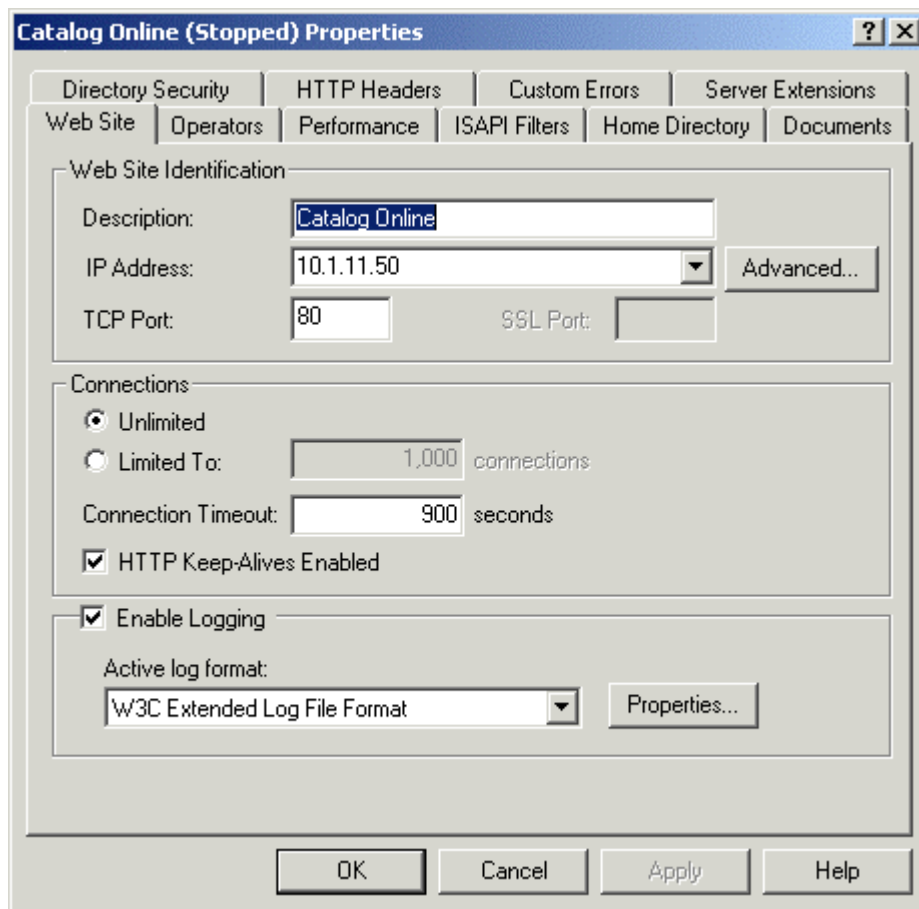 Catalog Online (Stopped) Properties
Directory Security HTTP Headers Custom Errors Server Extensions
Web Site Operators Performance ISAPI Filters Home Directory Documents
Web Site Identification
Description: Catalog Online
IP Address: 10.1.11.50 Advanced...
TCP Port: 80 SSL Port:
Connections
Unlimited
Limited To: 1,000 connections
Connection Timeout: 900 seconds
HTTP Keep-Alives Enabled
Enable Logging
Active log format:
W3C Extended Log File Format Properties...
OK Cancel Apply Help